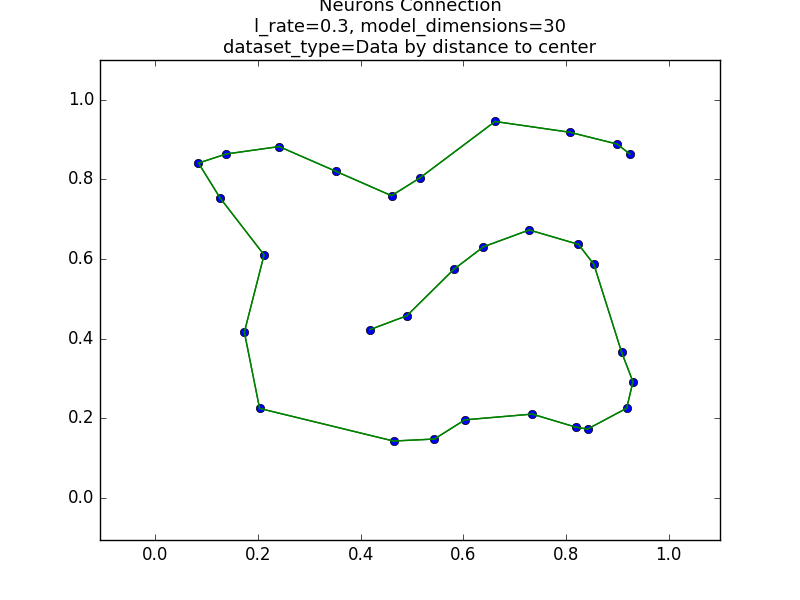 Neurons Connection
l_rate=0.3, model_dimensions=30
dataset_type=Data by distance to center
1.0
0.8
0.6
0.4
0.2
0.0
0.0 0.2 0.4 0.6 0.8 1.0